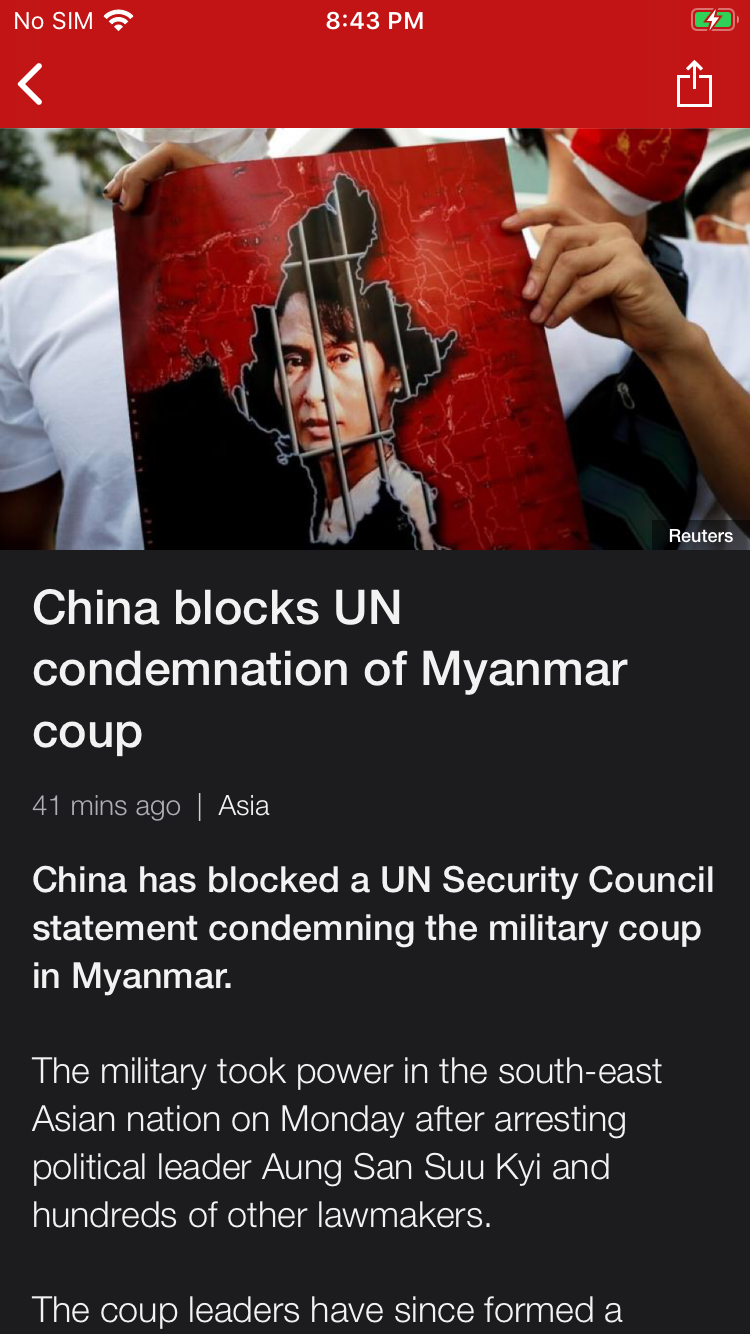 No SIM 8:43 PM
Reuters
China blocks UN
condemnation of Myanmar
coup
41 mins ago | Asia
China has blocked a UN Security Council
statement condemning the military coup
in Myanmar.
The military took power in the south-east
Asian nation on Monday after arresting
political leader Aung San Suu Kyi and
hundreds of other lawmakers.
The coup leaders have since formed a